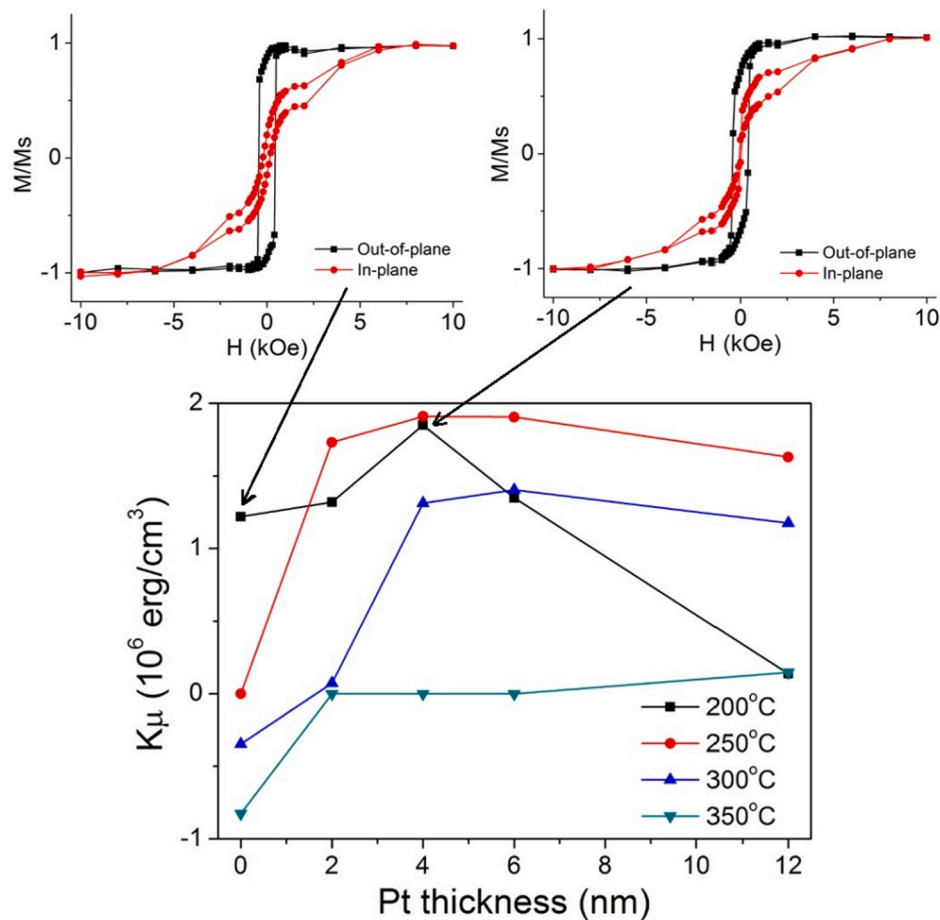 1
0
-1
M/Ms
Out-of-plane
In-plane
-10 -5 0 5 10
H (kOe)
1
0
-1
M/Ms
Out-of-plane
In-plane
-10 -5 0 5 10
H (kOe)
2
1
0
-1
Kμ (10⁶ erg/cm³)
200°C
250°C
300°C
350°C
0 2 4 6 8 10 12
Pt thickness (nm)